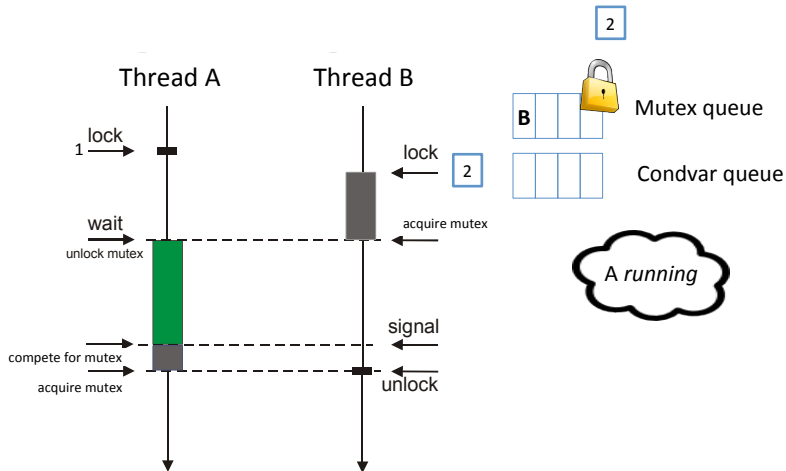 2
Thread A
Thread B
Mutex queue
B
lock
1
lock
2
Condvar queue
wait
unlock mutex
acquire mutex
A running
signal
compete for mutex
acquire mutex
unlock